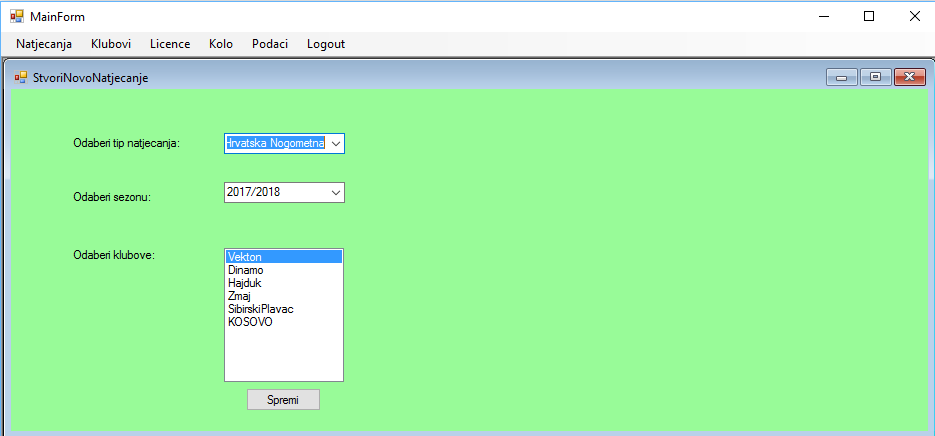 MainForm
Natjecanja Klubovi Licence Kolo Podaci Logout
StvoriNovoNatjecanje
Odaberi tip natjecanja: Hrvatska Nogometna
Odaberi sezonu: 2017/2018
Odaberi klubove: Vekton
Dinamo
Hajduk
Zmaj
SibirskiPlavac
KOSOVO
Spremi